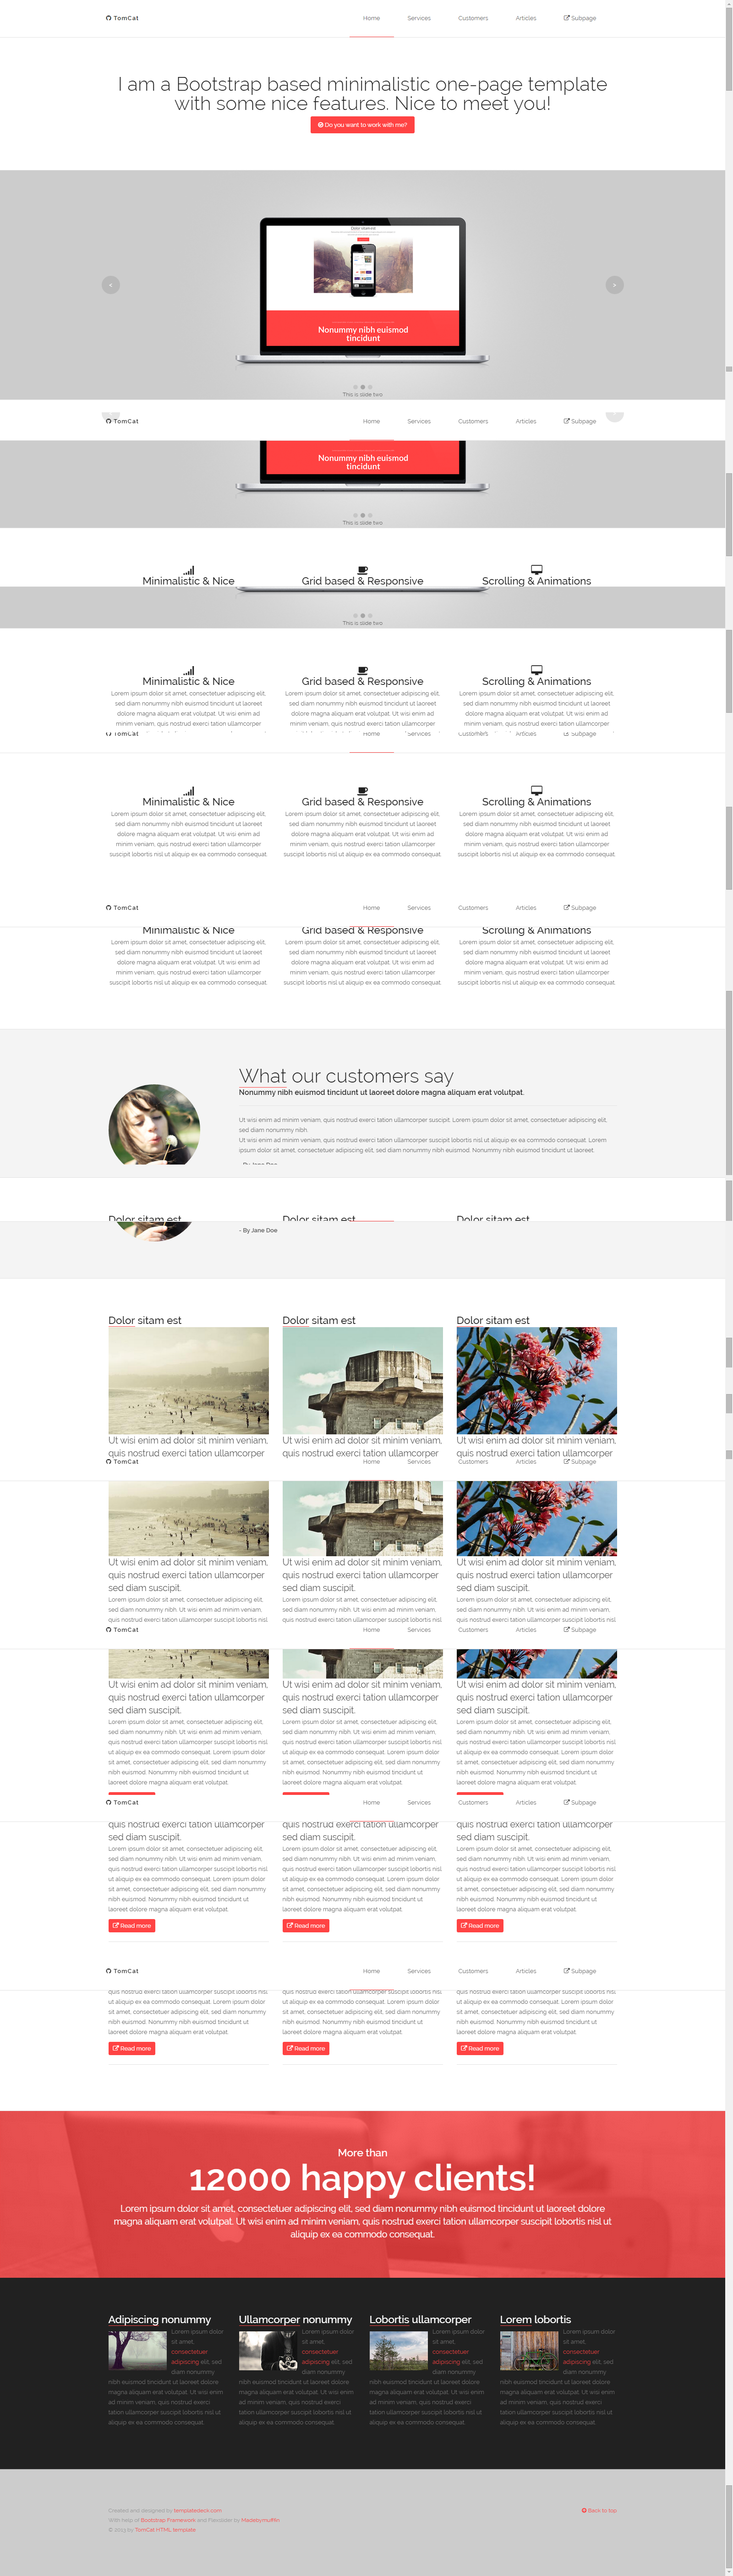 TomCat Home Services Customers Articles Subpage
I am a Bootstrap based minimalistic one-page template
with some nice features. Nice to meet you!
Do you want to work with me?
Dolor sitam est
Nonummy nibh euismod
tincidunt
This is slide two
TomCat Home Services Customers Articles Subpage
Nonummy nibh euismod
tincidunt
This is slide two
Minimalistic & Nice Grid based & Responsive Scrolling & Animations
This is slide two
Minimalistic & Nice Grid based & Responsive Scrolling & Animations
Lorem ipsum dolor sit amet, consectetuer adipiscing elit, Lorem ipsum dolor sit amet, consectetuer adipiscing elit, Lorem ipsum dolor sit amet, consectetuer adipiscing elit,
sed diam nonummy nibh euismod tincidunt ut laoreet sed diam nonummy nibh euismod tincidunt ut laoreet sed diam nonummy nibh euismod tincidunt ut laoreet
dolore magna aliquam erat volutpat. Ut wisi enim ad dolore magna aliquam erat volutpat. Ut wisi enim ad dolore magna aliquam erat volutpat. Ut wisi enim ad
minim veniam, quis nostrud exerci tation ullamcorper minim veniam, quis nostrud exerci tation ullamcorper minim veniam, quis nostrud exerci tation ullamcorper
TomCat Home Services Customers Articles Subpage
Minimalistic & Nice Grid based & Responsive Scrolling & Animations
Lorem ipsum dolor sit amet, consectetuer adipiscing elit, Lorem ipsum dolor sit amet, consectetuer adipiscing elit, Lorem ipsum dolor sit amet, consectetuer adipiscing elit,
sed diam nonummy nibh euismod tincidunt ut laoreet sed diam nonummy nibh euismod tincidunt ut laoreet sed diam nonummy nibh euismod tincidunt ut laoreet
dolore magna aliquam erat volutpat. Ut wisi enim ad dolore magna aliquam erat volutpat. Ut wisi enim ad dolore magna aliquam erat volutpat. Ut wisi enim ad
minim veniam, quis nostrud exerci tation ullamcorper minim veniam, quis nostrud exerci tation ullamcorper minim veniam, quis nostrud exerci tation ullamcorper
suscipit lobortis nisl ut aliquip ex ea commodo consequat. suscipit lobortis nisl ut aliquip ex ea commodo consequat. suscipit lobortis nisl ut aliquip ex ea commodo consequat.
TomCat Home Services Customers Articles Subpage
Minimalistic & Nice Grid based & Responsive Scrolling & Animations
Lorem ipsum dolor sit amet, consectetuer adipiscing elit, Lorem ipsum dolor sit amet, consectetuer adipiscing elit, Lorem ipsum dolor sit amet, consectetuer adipiscing elit,
sed diam nonummy nibh euismod tincidunt ut laoreet sed diam nonummy nibh euismod tincidunt ut laoreet sed diam nonummy nibh euismod tincidunt ut laoreet
dolore magna aliquam erat volutpat. Ut wisi enim ad dolore magna aliquam erat volutpat. Ut wisi enim ad dolore magna aliquam erat volutpat. Ut wisi enim ad
minim veniam, quis nostrud exerci tation ullamcorper minim veniam, quis nostrud exerci tation ullamcorper minim veniam, quis nostrud exerci tation ullamcorper
suscipit lobortis nisl ut aliquip ex ea commodo consequat. suscipit lobortis nisl ut aliquip ex ea commodo consequat. suscipit lobortis nisl ut aliquip ex ea commodo consequat.
What our customers say
Nonummy nibh euismod tincidunt ut laoreet dolore magna aliquam erat volutpat.
Ut wisi enim ad minim veniam, quis nostrud exerci tation ullamcorper suscipit. Lorem ipsum dolor sit amet, consectetuer adipiscing elit,
sed diam nonummy nibh.
Ut wisi enim ad minim veniam, quis nostrud exerci tation ullamcorper suscipit lobortis nisl ut aliquip ex ea commodo consequat. Lorem
ipsum dolor sit amet, consectetuer adipiscing elit, sed diam nonummy nibh euismod. Nonummy nibh euismod tincidunt ut laoreet.
- By Jane Doe
Dolor sitam est Dolor sitam est Dolor sitam est
- By Jane Doe
Dolor sitam est Dolor sitam est Dolor sitam est
Ut wisi enim ad dolor sit minim veniam, Ut wisi enim ad dolor sit minim veniam, Ut wisi enim ad dolor sit minim veniam,
quis nostrud exerci tation ullamcorper quis nostrud exerci tation ullamcorper quis nostrud exerci tation ullamcorper
TomCat Home Services Customers Articles Subpage
Ut wisi enim ad dolor sit minim veniam, Ut wisi enim ad dolor sit minim veniam, Ut wisi enim ad dolor sit minim veniam,
quis nostrud exerci tation ullamcorper quis nostrud exerci tation ullamcorper quis nostrud exerci tation ullamcorper
sed diam suscipit. sed diam suscipit. sed diam suscipit.
Lorem ipsum dolor sit amet, consectetuer adipiscing elit, Lorem ipsum dolor sit amet, consectetuer adipiscing elit, Lorem ipsum dolor sit amet, consectetuer adipiscing elit,
sed diam nonummy nibh. Ut wisi enim ad minim veniam, sed diam nonummy nibh. Ut wisi enim ad minim veniam, sed diam nonummy nibh. Ut wisi enim ad minim veniam,
quis nostrud exerci tation ullamcorper suscipit lobortis nisl quis nostrud exerci tation ullamcorper suscipit lobortis nisl quis nostrud exerci tation ullamcorper suscipit lobortis nisl
TomCat Home Services Customers Articles Subpage
Ut wisi enim ad dolor sit minim veniam, Ut wisi enim ad dolor sit minim veniam, Ut wisi enim ad dolor sit minim veniam,
quis nostrud exerci tation ullamcorper quis nostrud exerci tation ullamcorper quis nostrud exerci tation ullamcorper
sed diam suscipit. sed diam suscipit. sed diam suscipit.
Lorem ipsum dolor sit amet, consectetuer adipiscing elit, Lorem ipsum dolor sit amet, consectetuer adipiscing elit, Lorem ipsum dolor sit amet, consectetuer adipiscing elit,
sed diam nonummy nibh. Ut wisi enim ad minim veniam, sed diam nonummy nibh. Ut wisi enim ad minim veniam, sed diam nonummy nibh. Ut wisi enim ad minim veniam,
quis nostrud exerci tation ullamcorper suscipit lobortis nisl quis nostrud exerci tation ullamcorper suscipit lobortis nisl quis nostrud exerci tation ullamcorper suscipit lobortis nisl
ut aliquip ex ea commodo consequat. Lorem ipsum dolor ut aliquip ex ea commodo consequat. Lorem ipsum dolor ut aliquip ex ea commodo consequat. Lorem ipsum dolor
sit amet, consectetuer adipiscing elit, sed diam nonummy sit amet, consectetuer adipiscing elit, sed diam nonummy sit amet, consectetuer adipiscing elit, sed diam nonummy
nibh euismod. Nonummy nibh euismod tincidunt ut nibh euismod. Nonummy nibh euismod tincidunt ut nibh euismod. Nonummy nibh euismod tincidunt ut
laoreet dolore magna aliquam erat volutpat. laoreet dolore magna aliquam erat volutpat. laoreet dolore magna aliquam erat volutpat.
TomCat Home Services Customers Articles Subpage
quis nostrud exerci tation ullamcorper quis nostrud exerci tation ullamcorper quis nostrud exerci tation ullamcorper
sed diam suscipit. sed diam suscipit. sed diam suscipit.
Lorem ipsum dolor sit amet, consectetuer adipiscing elit, Lorem ipsum dolor sit amet, consectetuer adipiscing elit, Lorem ipsum dolor sit amet, consectetuer adipiscing elit,
sed diam nonummy nibh. Ut wisi enim ad minim veniam, sed diam nonummy nibh. Ut wisi enim ad minim veniam, sed diam nonummy nibh. Ut wisi enim ad minim veniam,
quis nostrud exerci tation ullamcorper suscipit lobortis nisl quis nostrud exerci tation ullamcorper suscipit lobortis nisl quis nostrud exerci tation ullamcorper suscipit lobortis nisl
ut aliquip ex ea commodo consequat. Lorem ipsum dolor ut aliquip ex ea commodo consequat. Lorem ipsum dolor ut aliquip ex ea commodo consequat. Lorem ipsum dolor
sit amet, consectetuer adipiscing elit, sed diam nonummy sit amet, consectetuer adipiscing elit, sed diam nonummy sit amet, consectetuer adipiscing elit, sed diam nonummy
nibh euismod. Nonummy nibh euismod tincidunt ut nibh euismod. Nonummy nibh euismod tincidunt ut nibh euismod. Nonummy nibh euismod tincidunt ut
laoreet dolore magna aliquam erat volutpat. laoreet dolore magna aliquam erat volutpat. laoreet dolore magna aliquam erat volutpat.
Read more Read more Read more
TomCat Home Services Customers Articles Subpage
quis nostrud exerci tation ullamcorper suscipit lobortis nisl quis nostrud exerci tation ullamcorper suscipit lobortis nisl quis nostrud exerci tation ullamcorper suscipit lobortis nisl
ut aliquip ex ea commodo consequat. Lorem ipsum dolor ut aliquip ex ea commodo consequat. Lorem ipsum dolor ut aliquip ex ea commodo consequat. Lorem ipsum dolor
sit amet, consectetuer adipiscing elit, sed diam nonummy sit amet, consectetuer adipiscing elit, sed diam nonummy sit amet, consectetuer adipiscing elit, sed diam nonummy
nibh euismod. Nonummy nibh euismod tincidunt ut nibh euismod. Nonummy nibh euismod tincidunt ut nibh euismod. Nonummy nibh euismod tincidunt ut
laoreet dolore magna aliquam erat volutpat. laoreet dolore magna aliquam erat volutpat. laoreet dolore magna aliquam erat volutpat.
Read more Read more Read more
More than
12000 happy clients!
Lorem ipsum dolor sit amet, consectetuer adipiscing elit, sed diam nonummy nibh euismod tincidunt ut laoreet dolore
magna aliquam erat volutpat. Ut wisi enim ad minim veniam, quis nostrud exerci tation ullamcorper suscipit lobortis nisl ut
aliquip ex ea commodo consequat.
Adipiscing nonummy Ullamcorper nonummy Lobortis ullamcorper Lorem lobortis
Lorem ipsum dolor Lorem ipsum dolor Lorem ipsum dolor Lorem ipsum dolor
sit amet, sit amet, sit amet, sit amet,
consectetuer consectetuer consectetuer consectetuer
adipiscing elit, sed adipiscing elit, sed adipiscing elit, sed adipiscing elit, sed
diam nonummy diam nonummy diam nonummy diam nonummy
nibh euismod tincidunt ut laoreet dolore nibh euismod tincidunt ut laoreet dolore nibh euismod tincidunt ut laoreet dolore nibh euismod tincidunt ut laoreet dolore
magna aliquam erat volutpat. Ut wisi enim magna aliquam erat volutpat. Ut wisi enim magna aliquam erat volutpat. Ut wisi enim magna aliquam erat volutpat. Ut wisi enim
ad minim veniam, quis nostrud exerci ad minim veniam, quis nostrud exerci ad minim veniam, quis nostrud exerci ad minim veniam, quis nostrud exerci
tation ullamcorper suscipit lobortis nisl ut tation ullamcorper suscipit lobortis nisl ut tation ullamcorper suscipit lobortis nisl ut tation ullamcorper suscipit lobortis nisl ut
aliquip ex ea commodo consequat. aliquip ex ea commodo consequat. aliquip ex ea commodo consequat. aliquip ex ea commodo consequat.
Created and designed by templatedeck.com Back to top
With help of Bootstrap Framework and Flexslider by Madebymufffin
© 2013 by TomCat HTML template